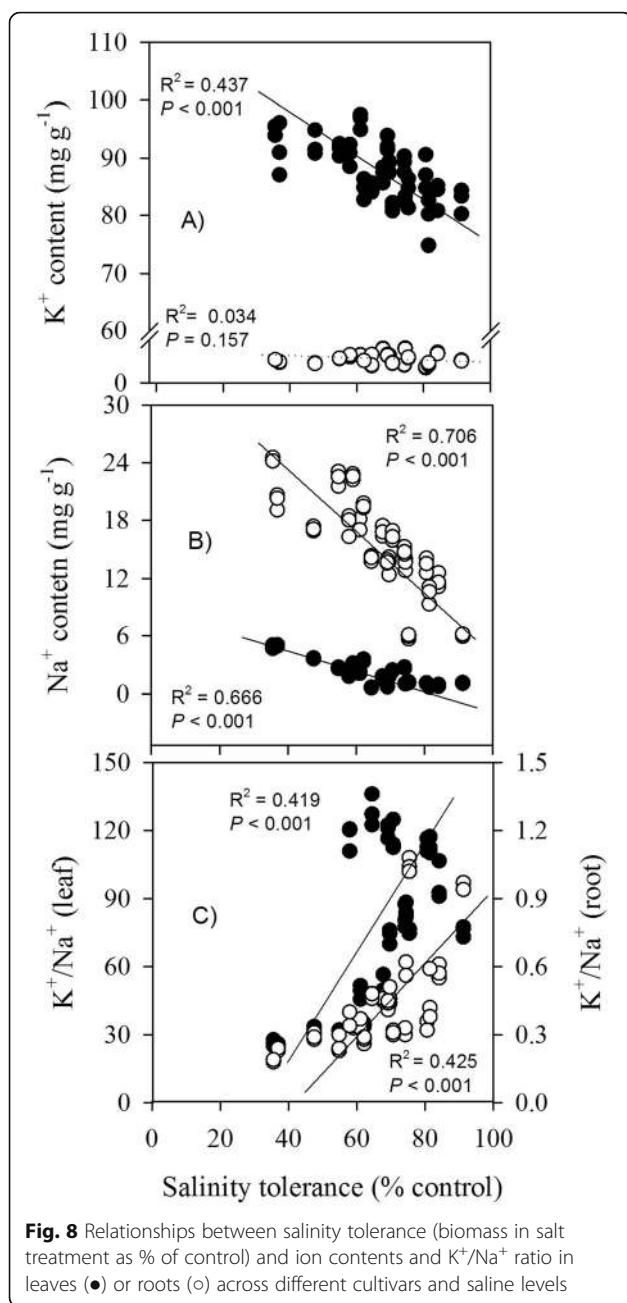 110
100
90
80
70
60
0
K⁺ content (mg g⁻¹)
R² = 0.437
P < 0.001
A)
R² = 0.034
P = 0.157
30
24
18
12
6
0
Na⁺ contetn (mg g⁻¹)
R² = 0.706
P < 0.001
B)
R² = 0.666
P < 0.001
150
120
90
60
30
0
K⁺/Na⁺ (leaf)
R² = 0.419
P < 0.001
C)
R² = 0.425
P < 0.001
1.5
1.2
0.9
0.6
0.3
0.0
K⁺/Na⁺ (root)
0 20 40 60 80 100
Salinity tolerance (% control)
Fig. 8 Relationships between salinity tolerance (biomass in salt
treatment as % of control) and ion contents and K⁺/Na⁺ ratio in
leaves (●) or roots (○) across different cultivars and saline levels